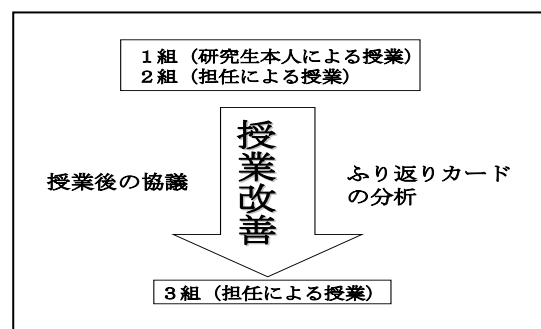 １組（研究生本人による授業）
２組（担任による授業）
授業改善
授業後の協議
ふり返りカード
の分析
３組（担任による授業）